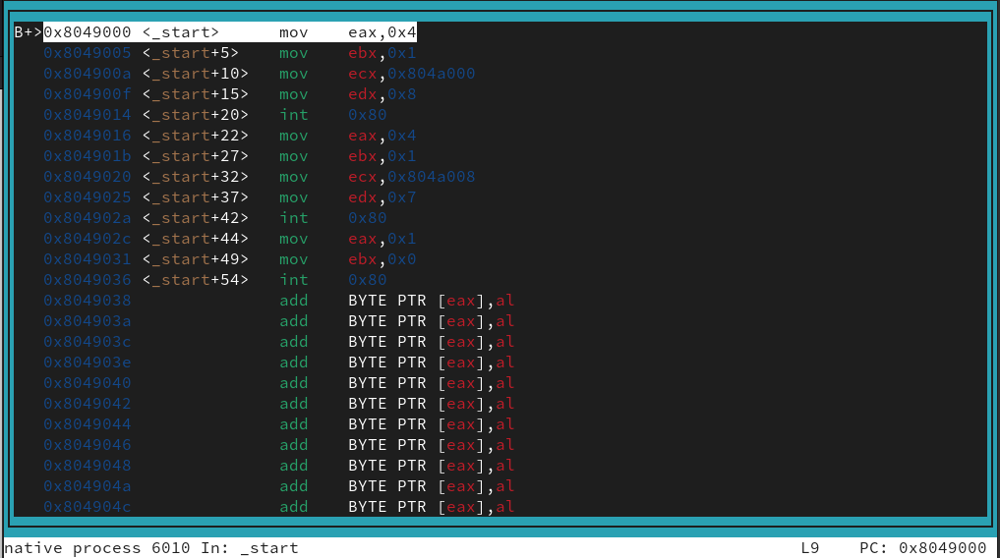 B+>0x8049000 <_start>      mov    eax,0x4
0x8049005 <_start+5>    mov    ebx,0x1
0x804900a <_start+10>   mov    ecx,0x804a000
0x804900f <_start+15>   mov    edx,0x8
0x8049014 <_start+20>   int    0x80
0x8049016 <_start+22>   mov    eax,0x4
0x804901b <_start+27>   mov    ebx,0x1
0x8049020 <_start+32>   mov    ecx,0x804a008
0x8049025 <_start+37>   mov    edx,0x7
0x804902a <_start+42>   int    0x80
0x804902c <_start+44>   mov    eax,0x1
0x8049031 <_start+49>   mov    ebx,0x0
0x8049036 <_start+54>   int    0x80
0x8049038               add    BYTE PTR [eax],al
0x804903a               add    BYTE PTR [eax],al
0x804903c               add    BYTE PTR [eax],al
0x804903e               add    BYTE PTR [eax],al
0x8049040               add    BYTE PTR [eax],al
0x8049042               add    BYTE PTR [eax],al
0x8049044               add    BYTE PTR [eax],al
0x8049046               add    BYTE PTR [eax],al
0x8049048               add    BYTE PTR [eax],al
0x804904a               add    BYTE PTR [eax],al
0x804904c               add    BYTE PTR [eax],al
native process 6010 In: _start    L9    PC: 0x8049000